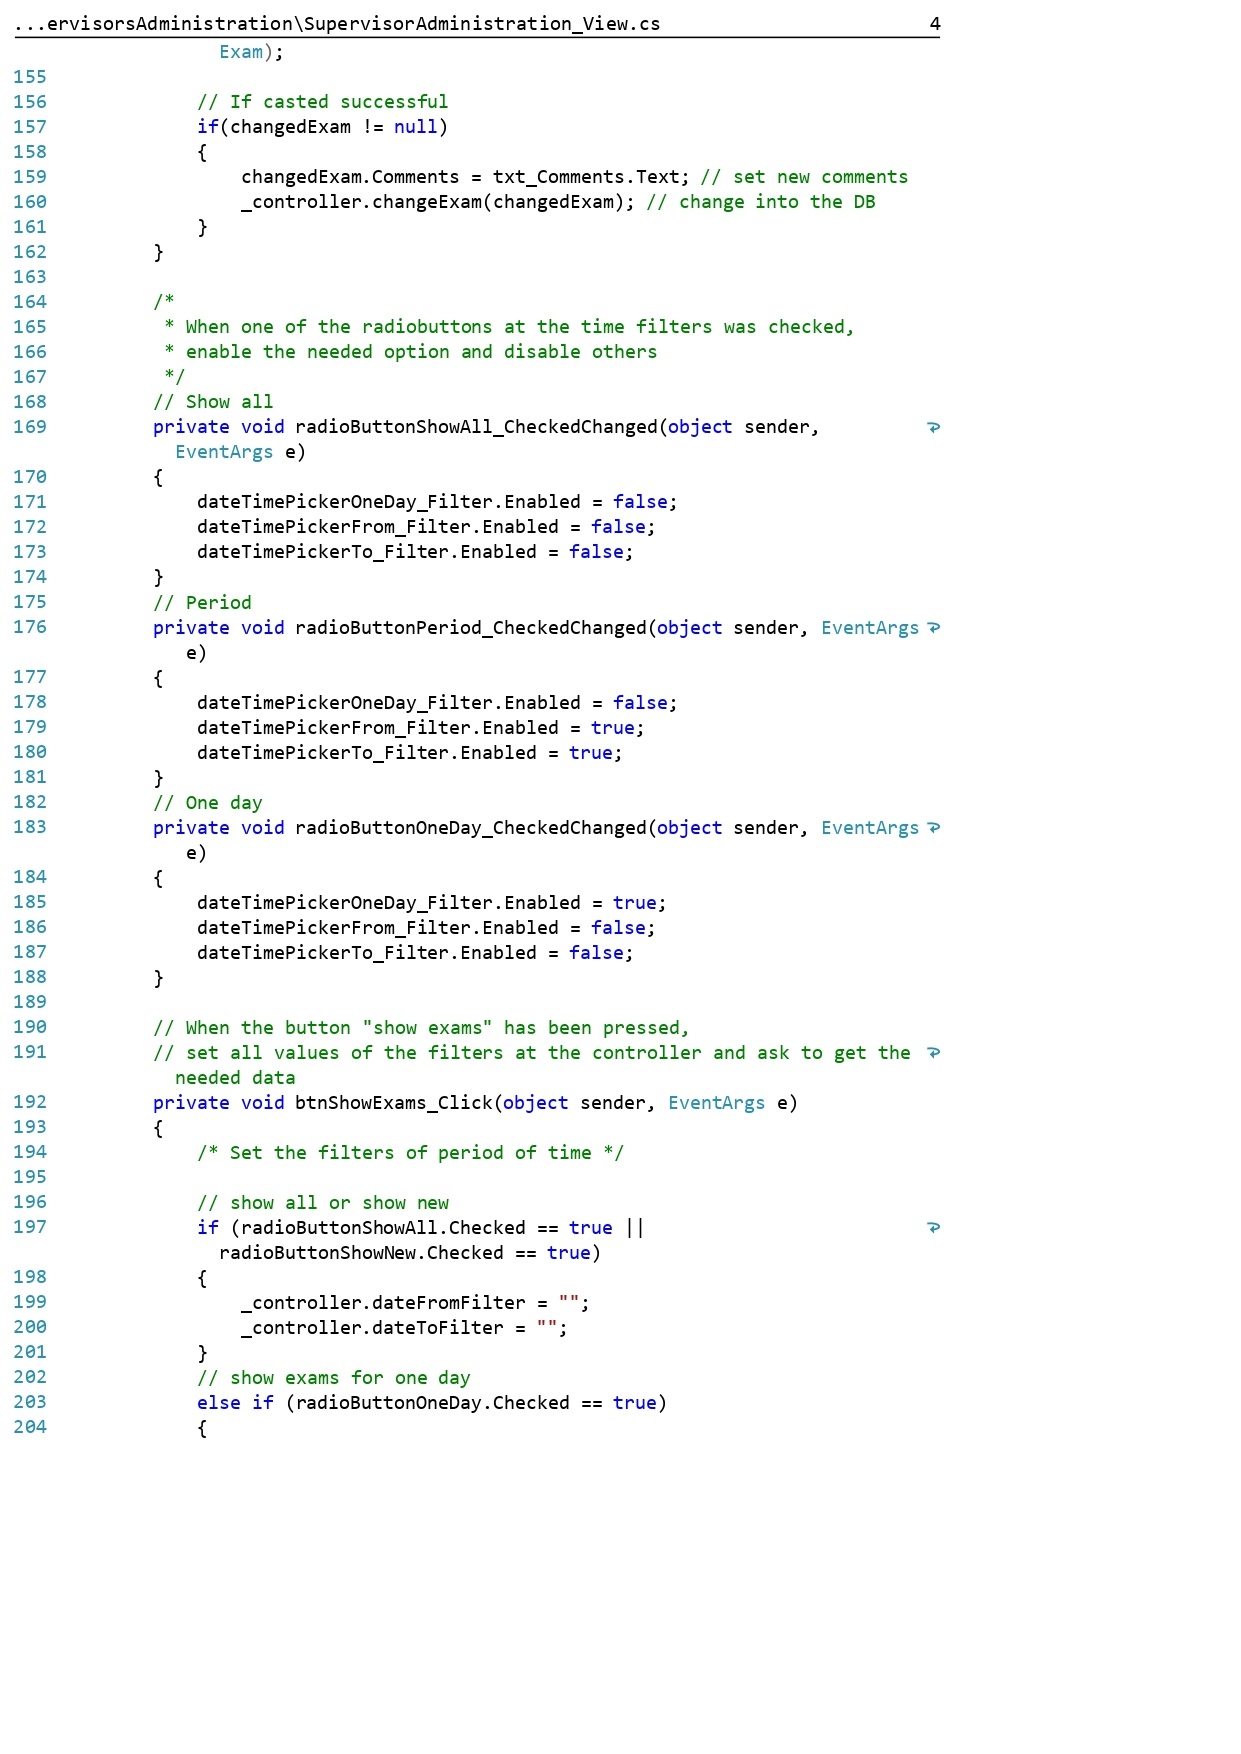 ...ervisorsAdministration\SupervisorAdministration_View.cs 4
Exam);
155
156 // If casted successful
157 if(changedExam != null)
158 {
159 changedExam.Comments = txt_Comments.Text; // set new comments
160 _controller.changeExam(changedExam); // change into the DB
161 }
162 }
163
164 /*
165 * When one of the radiobuttons at the time filters was checked,
166 * enable the needed option and disable others
167 */
168 // Show all
169 private void radioButtonShowAll_CheckedChanged(object sender,
EventArgs e)
170 {
171 dateTimePickerOneDay_Filter.Enabled = false;
172 dateTimePickerFrom_Filter.Enabled = false;
173 dateTimePickerTo_Filter.Enabled = false;
174 }
175 // Period
176 private void radioButtonPeriod_CheckedChanged(object sender, EventArgs
e)
177 {
178 dateTimePickerOneDay_Filter.Enabled = false;
179 dateTimePickerFrom_Filter.Enabled = true;
180 dateTimePickerTo_Filter.Enabled = true;
181 }
182 // One day
183 private void radioButtonOneDay_CheckedChanged(object sender, EventArgs
e)
184 {
185 dateTimePickerOneDay_Filter.Enabled = true;
186 dateTimePickerFrom_Filter.Enabled = false;
187 dateTimePickerTo_Filter.Enabled = false;
188 }
189
190 // When the button "show exams" has been pressed,
191 // set all values of the filters at the controller and ask to get the
needed data
192 private void btnShowExams_Click(object sender, EventArgs e)
193 {
194 /* Set the filters of period of time */
195
196 // show all or show new
197 if (radioButtonShowAll.Checked == true ||
radioButtonShowNew.Checked == true)
198 {
199 _controller.dateFromFilter = "";
200 _controller.dateToFilter = "";
201 }
202 // show exams for one day
203 else if (radioButtonOneDay.Checked == true)
204 {